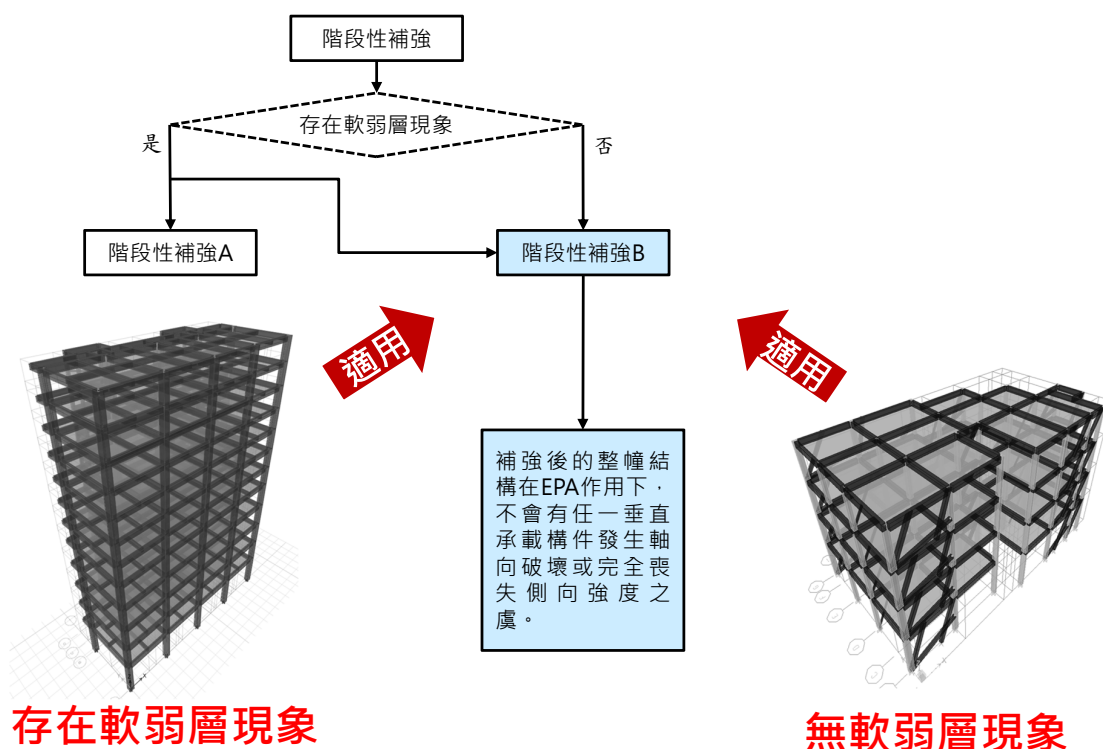 階段性補強
存在軟弱層現象
是
否
階段性補強A
階段性補強B
適用
適用
補強後的整幢結
構在EPA作用下，
不會有任一垂直
承載構件發生軸
向破壞或完全喪
失側向強度之
虞。
存在軟弱層現象
無軟弱層現象